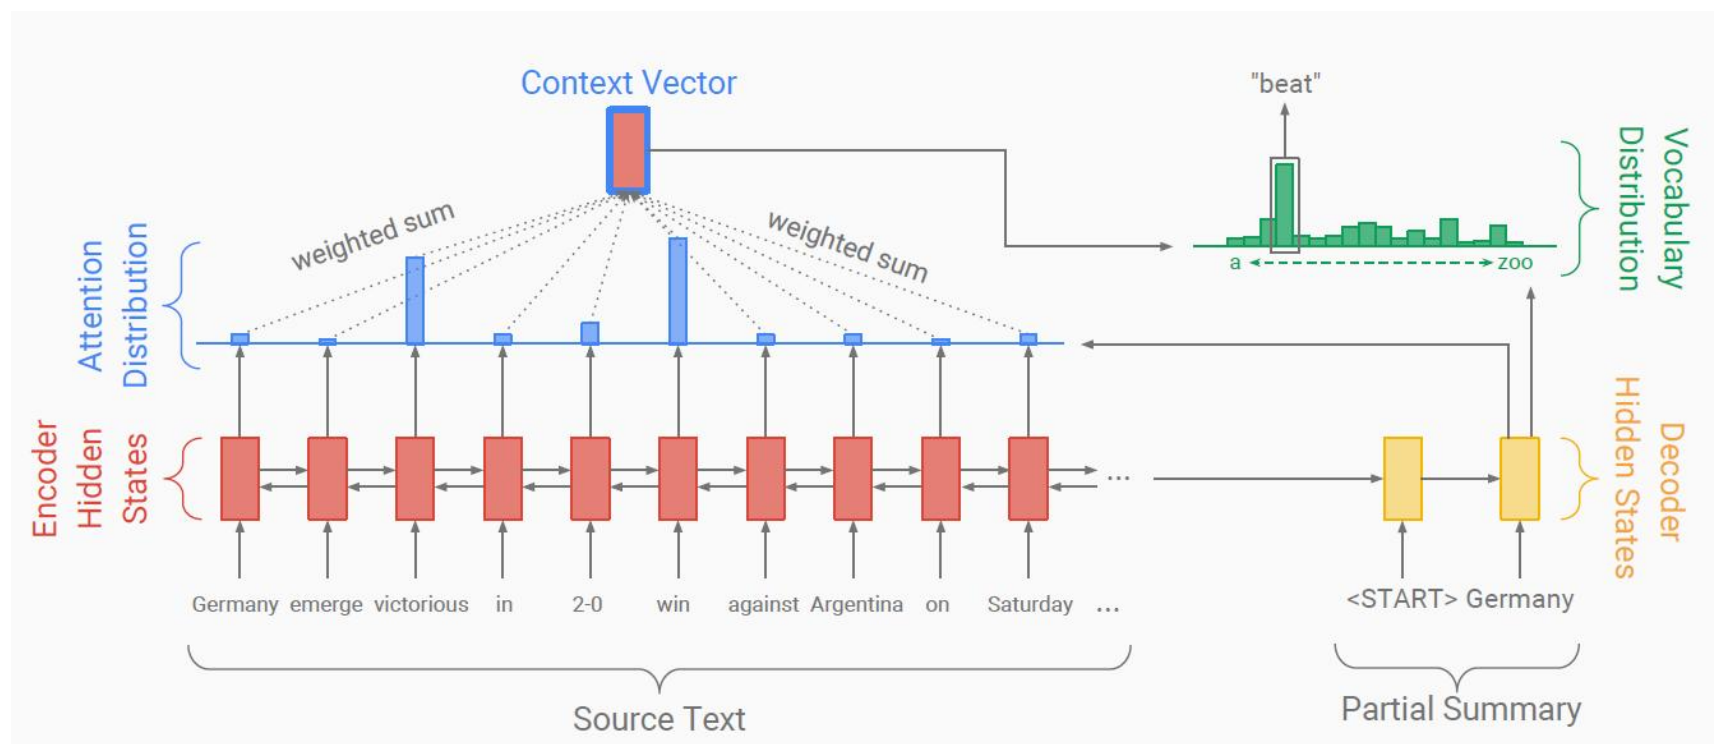 Context Vector
"beat"
weighted sum
weighted sum
Attention
Distribution
Vocabulary
Distribution
a
zoo
Encoder
Hidden
States
...
Decoder
Hidden States
Germany emerge victorious in 2-0 win against Argentina on Saturday ...
<START> Germany
Source Text
Partial Summary